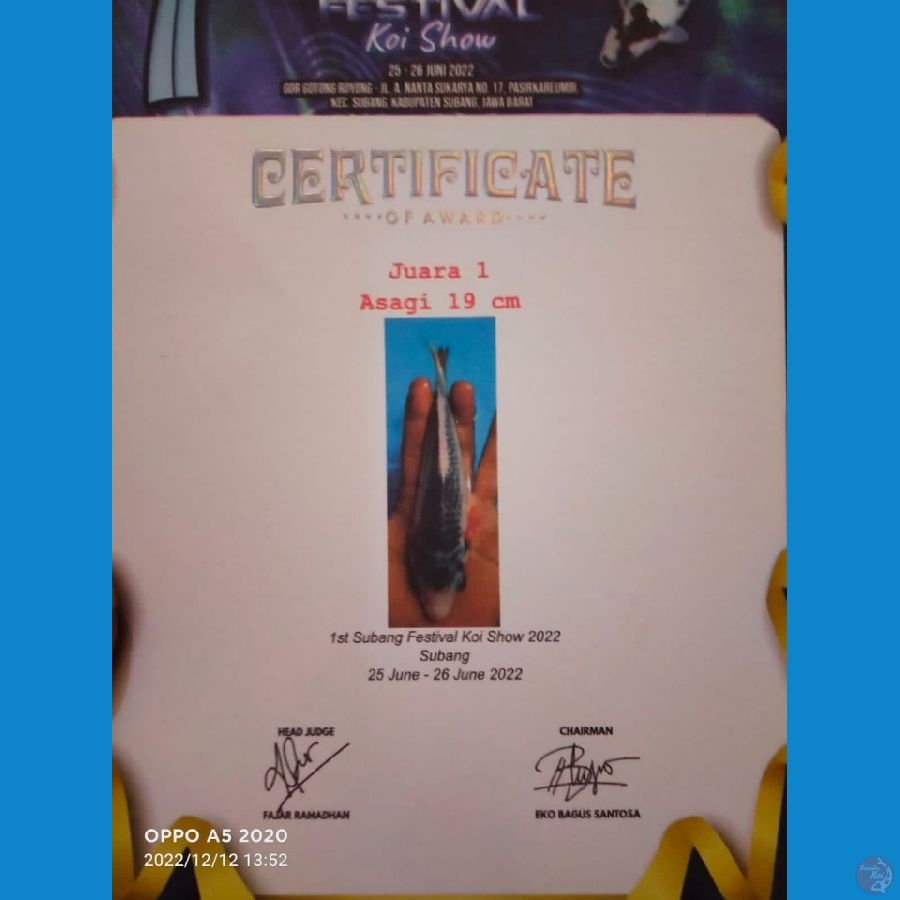 FESTIVAL
Koi Show
25 - 26 JUNI 2022
GOR GOTONG ROYONG - JL. A. NANTA SUKARYA NO. 17, PASIRKAREUMBI,
KEC. SUBANG, KABUPATEN SUBANG, JAWA BARAT
CERTIFICATE
OF AWARD
Juara 1
Asagi 19 cm
1st Subang Festival Koi Show 2022
Subang
25 June - 26 June 2022
HEAD JUDGE
FAJAR RAMADHAN
CHAIRMAN
EKO BAGUS SANTOSA
OPPO A5 2020
2022/12/12 13:52